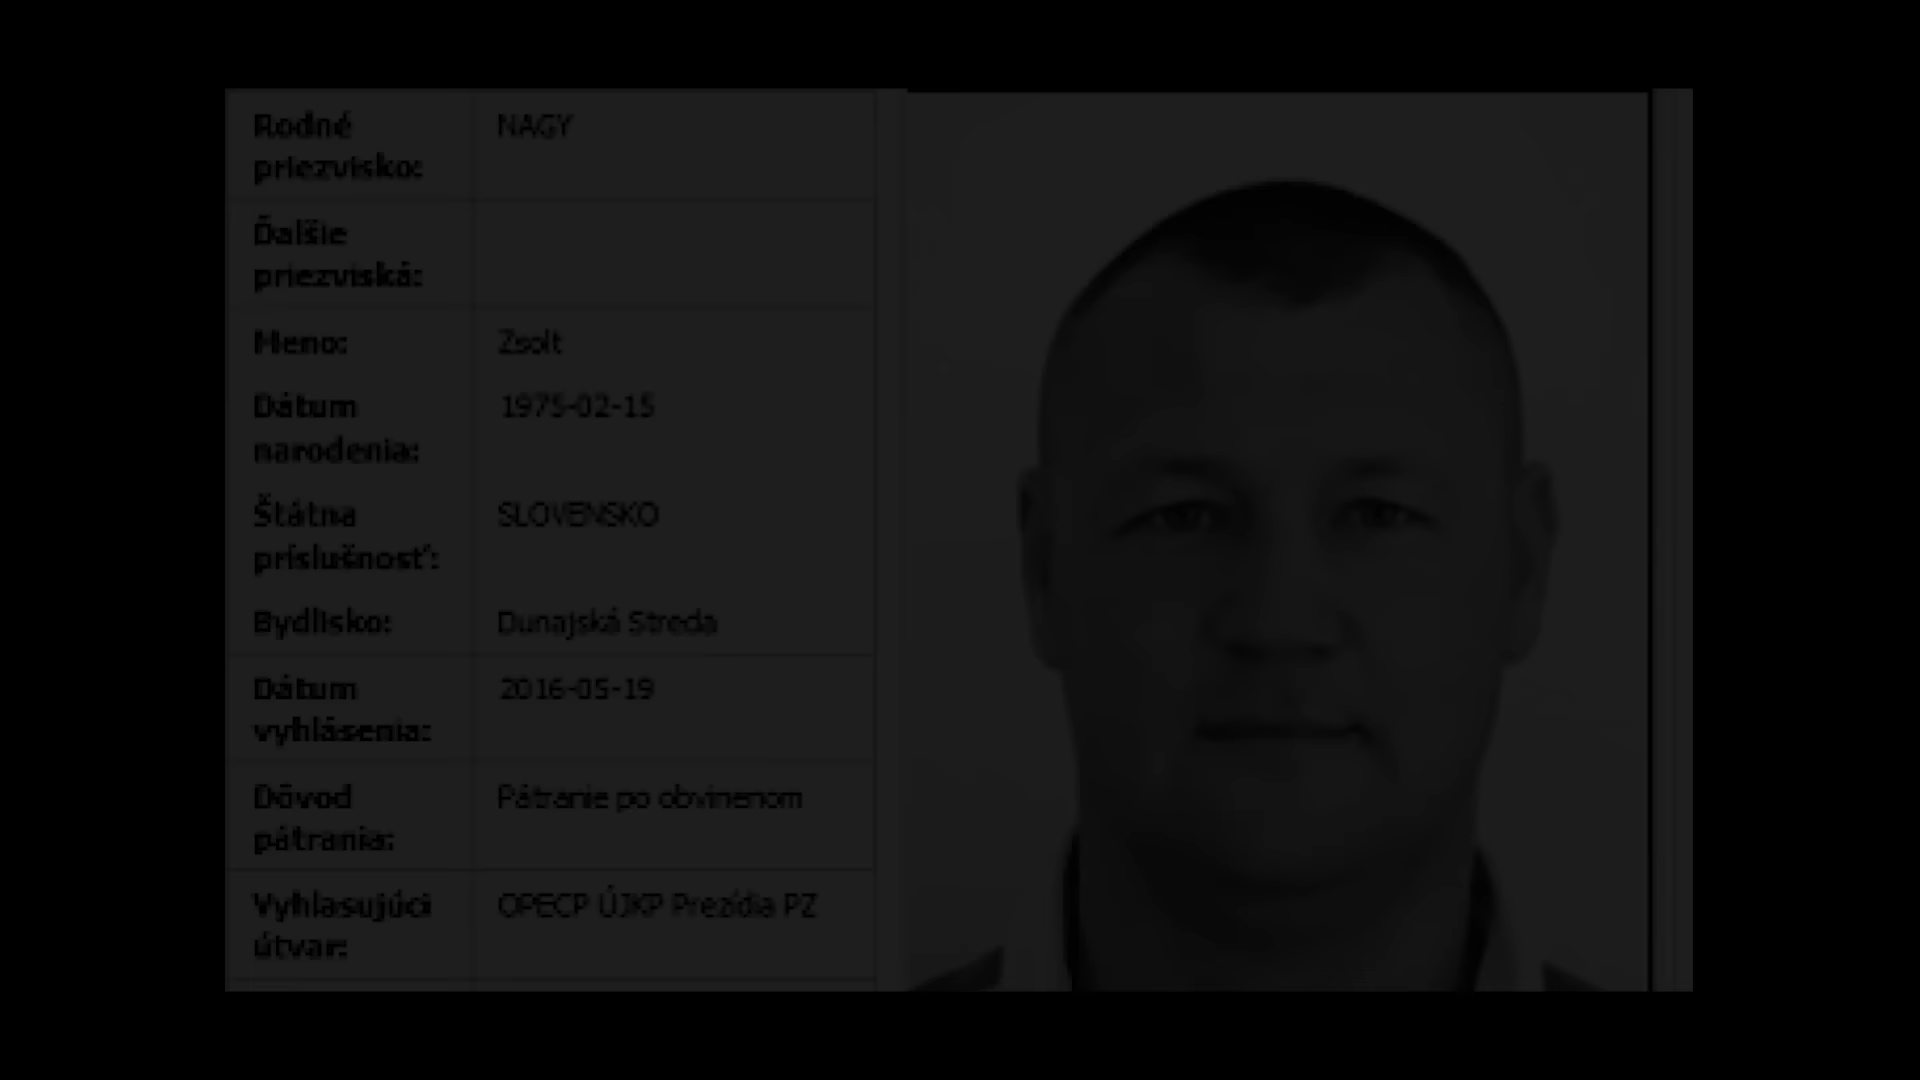 Rodné NAGY
priezvisko:
Ďalšie
priezviská:
Meno: Zsolt
Dátum 1975-02-15
narodenia:
Štátna SLOVENSKO
príslušnosť:
Bydlisko: Dunajská Streda
Dátum 2016-05-19
vyhlásenia:
Dôvod Pátranie po obvinenom
pátrania:
Vyhlasujúci OPECP ÚJKP Prezídia PZ
útvar: